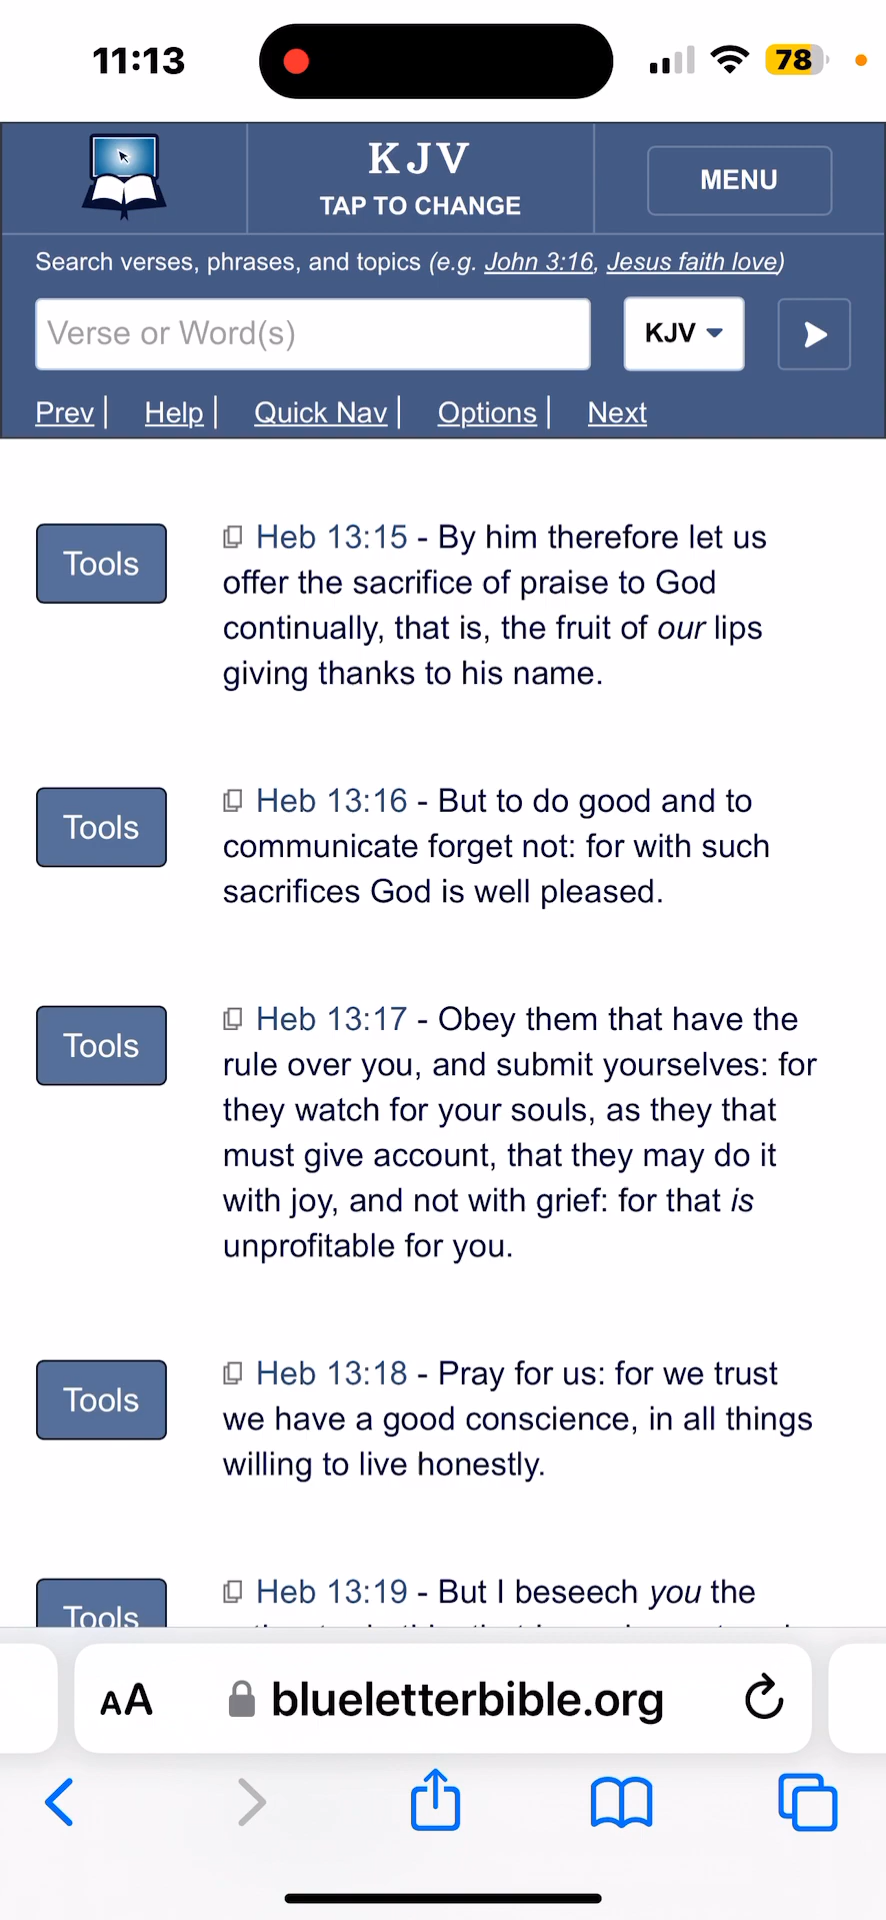 11:13
78
KJV
TAP TO CHANGE
MENU
Search verses, phrases, and topics (e.g. John 3:16, Jesus faith love)
Verse or Word(s)
KJV
Prev | Help | Quick Nav | Options | Next
Tools
Heb 13:15 - By him therefore let us
offer the sacrifice of praise to God
continually, that is, the fruit of our lips
giving thanks to his name.
Tools
Heb 13:16 - But to do good and to
communicate forget not: for with such
sacrifices God is well pleased.
Tools
Heb 13:17 - Obey them that have the
rule over you, and submit yourselves: for
they watch for your souls, as they that
must give account, that they may do it
with joy, and not with grief: for that is
unprofitable for you.
Tools
Heb 13:18 - Pray for us: for we trust
we have a good conscience, in all things
willing to live honestly.
Tools
Heb 13:19 - But I beseech you the
AA
blueletterbible.org